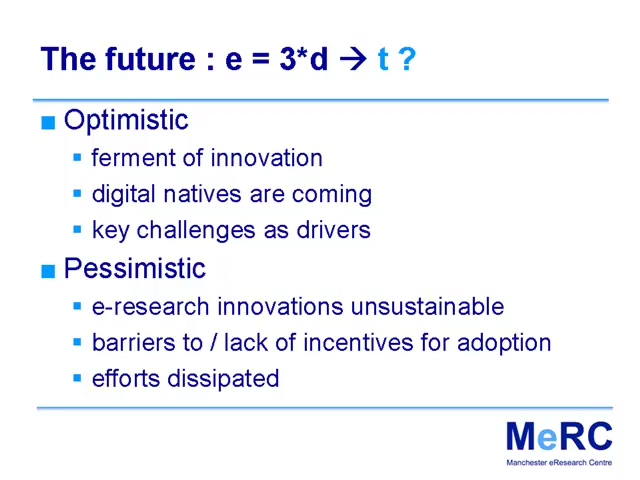 The future : e = 3*d → t ?
■ Optimistic
▪ ferment of innovation
▪ digital natives are coming
▪ key challenges as drivers
■ Pessimistic
▪ e-research innovations unsustainable
▪ barriers to / lack of incentives for adoption
▪ efforts dissipated
MeRC
Manchester eResearch Centre